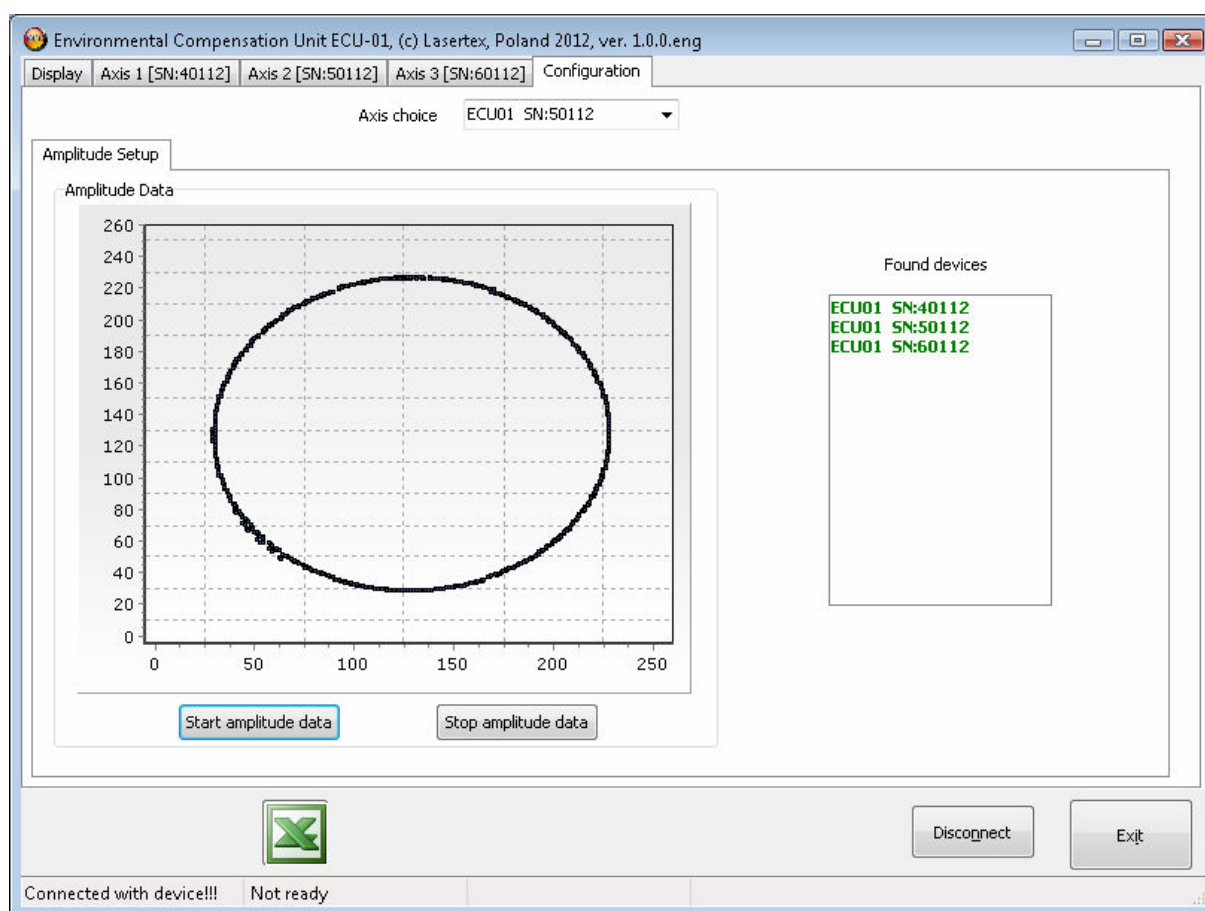 Environmental Compensation Unit ECU-01, (c) Lasertex, Poland 2012, ver. 1.0.0.eng
Display Axis 1 [SN:40112] Axis 2 [SN:50112] Axis 3 [SN:60112] Configuration
Axis choice ECU01 SN:50112
Amplitude Setup
Amplitude Data
260
240
220
200
180
160
140
120
100
80
60
40
20
0
0 50 100 150 200 250
Start amplitude data Stop amplitude data
Found devices
ECU01 SN:40112
ECU01 SN:50112
ECU01 SN:60112
Disconnect Exit
Connected with device!!! Not ready